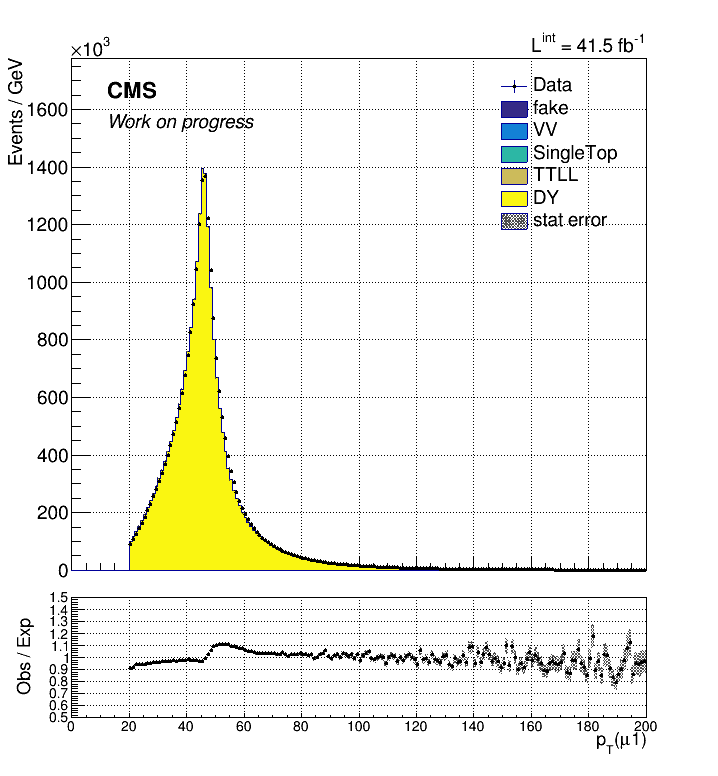 ×10³
L^int = 41.5 fb⁻¹
Events / GeV
CMS
Work on progress
Data
fake
VV
SingleTop
TTLL
DY
stat error
1600
1400
1200
1000
800
600
400
200
0
Obs / Exp
1.5
1.4
1.3
1.2
1.1
1
0.9
0.8
0.7
0.6
0.5
0 20 40 60 80 100 120 140 160 180 200
p_T(μ1)